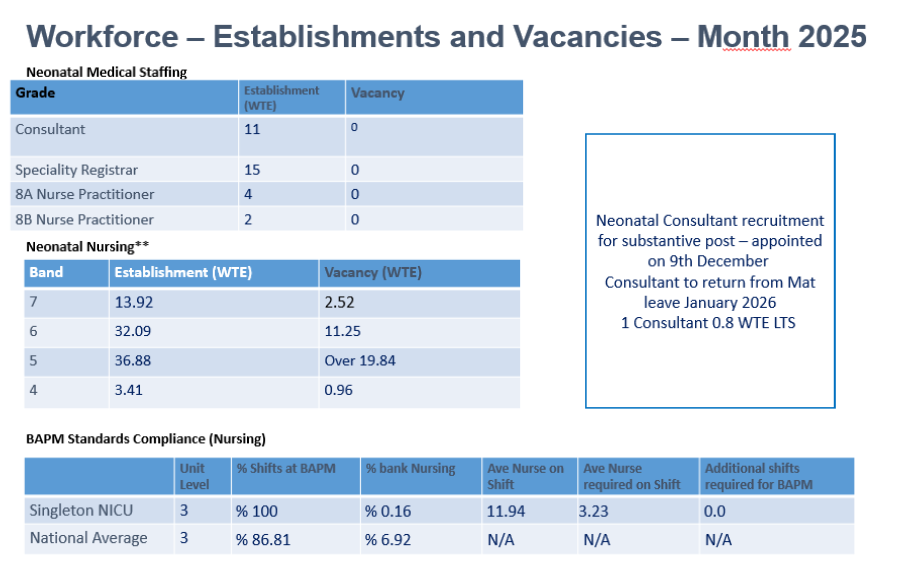 Workforce – Establishments and Vacancies – Month 2025
Neonatal Medical Staffing
Grade Establishment (WTE) Vacancy
Consultant 11 0
Speciality Registrar 15 0
8A Nurse Practitioner 4 0
8B Nurse Practitioner 2 0
Neonatal Nursing**
Band Establishment (WTE) Vacancy (WTE)
7 13.92 2.52
6 32.09 11.25
5 36.88 Over 19.84
4 3.41 0.96
Neonatal Consultant recruitment
for substantive post – appointed
on 9th December
Consultant to return from Mat
leave January 2026
1 Consultant 0.8 WTE LTS
BAPM Standards Compliance (Nursing)
Unit Level % Shifts at BAPM % bank Nursing Ave Nurse on Shift Ave Nurse required on Shift Additional shifts required for BAPM
Singleton NICU 3 % 100 % 0.16 11.94 3.23 0.0
National Average 3 % 86.81 % 6.92 N/A N/A N/A